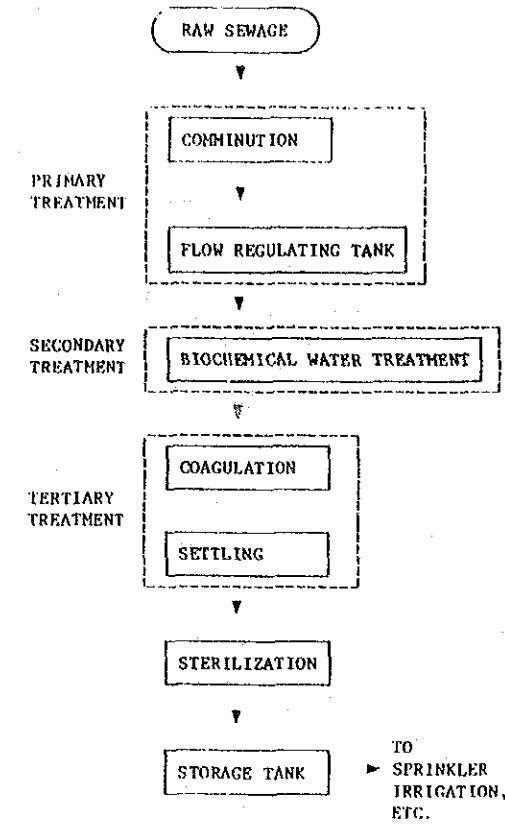 RAW SEWAGE
COMMINUTION
PRIMARY
TREATMENT
FLOW REGULATING TANK
SECONDARY
TREATMENT
BIOCHEMICAL WATER TREATMENT
COAGULATION
TERTIARY
TREATMENT
SETTLING
STERILIZATION
STORAGE TANK
TO
SPRINKLER
IRRIGATION,
ETC.